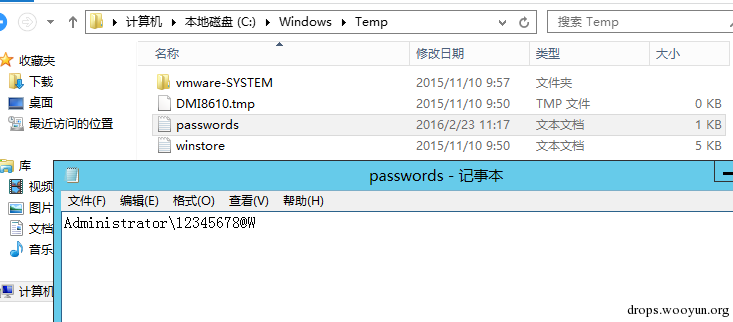 计算机 本地磁盘 (C:) Windows Temp 搜索 Temp
收藏夹 名称 修改日期 类型 大小
下载 vmware-SYSTEM 2015/11/10 9:57 文件夹
桌面 DMI8610.tmp 2015/11/10 9:50 TMP 文件 0 KB
最近访问的位置 passwords 2016/2/23 11:17 文本文档 1 KB
winstore 2015/11/10 9:50 文本文档 5 KB
库
passwords - 记事本
视频
文件(F) 编辑(E) 格式(O) 查看(V) 帮助(H)
图片
Administrator\12345678@W
文档
音乐
计算机
drops.wooyun.org